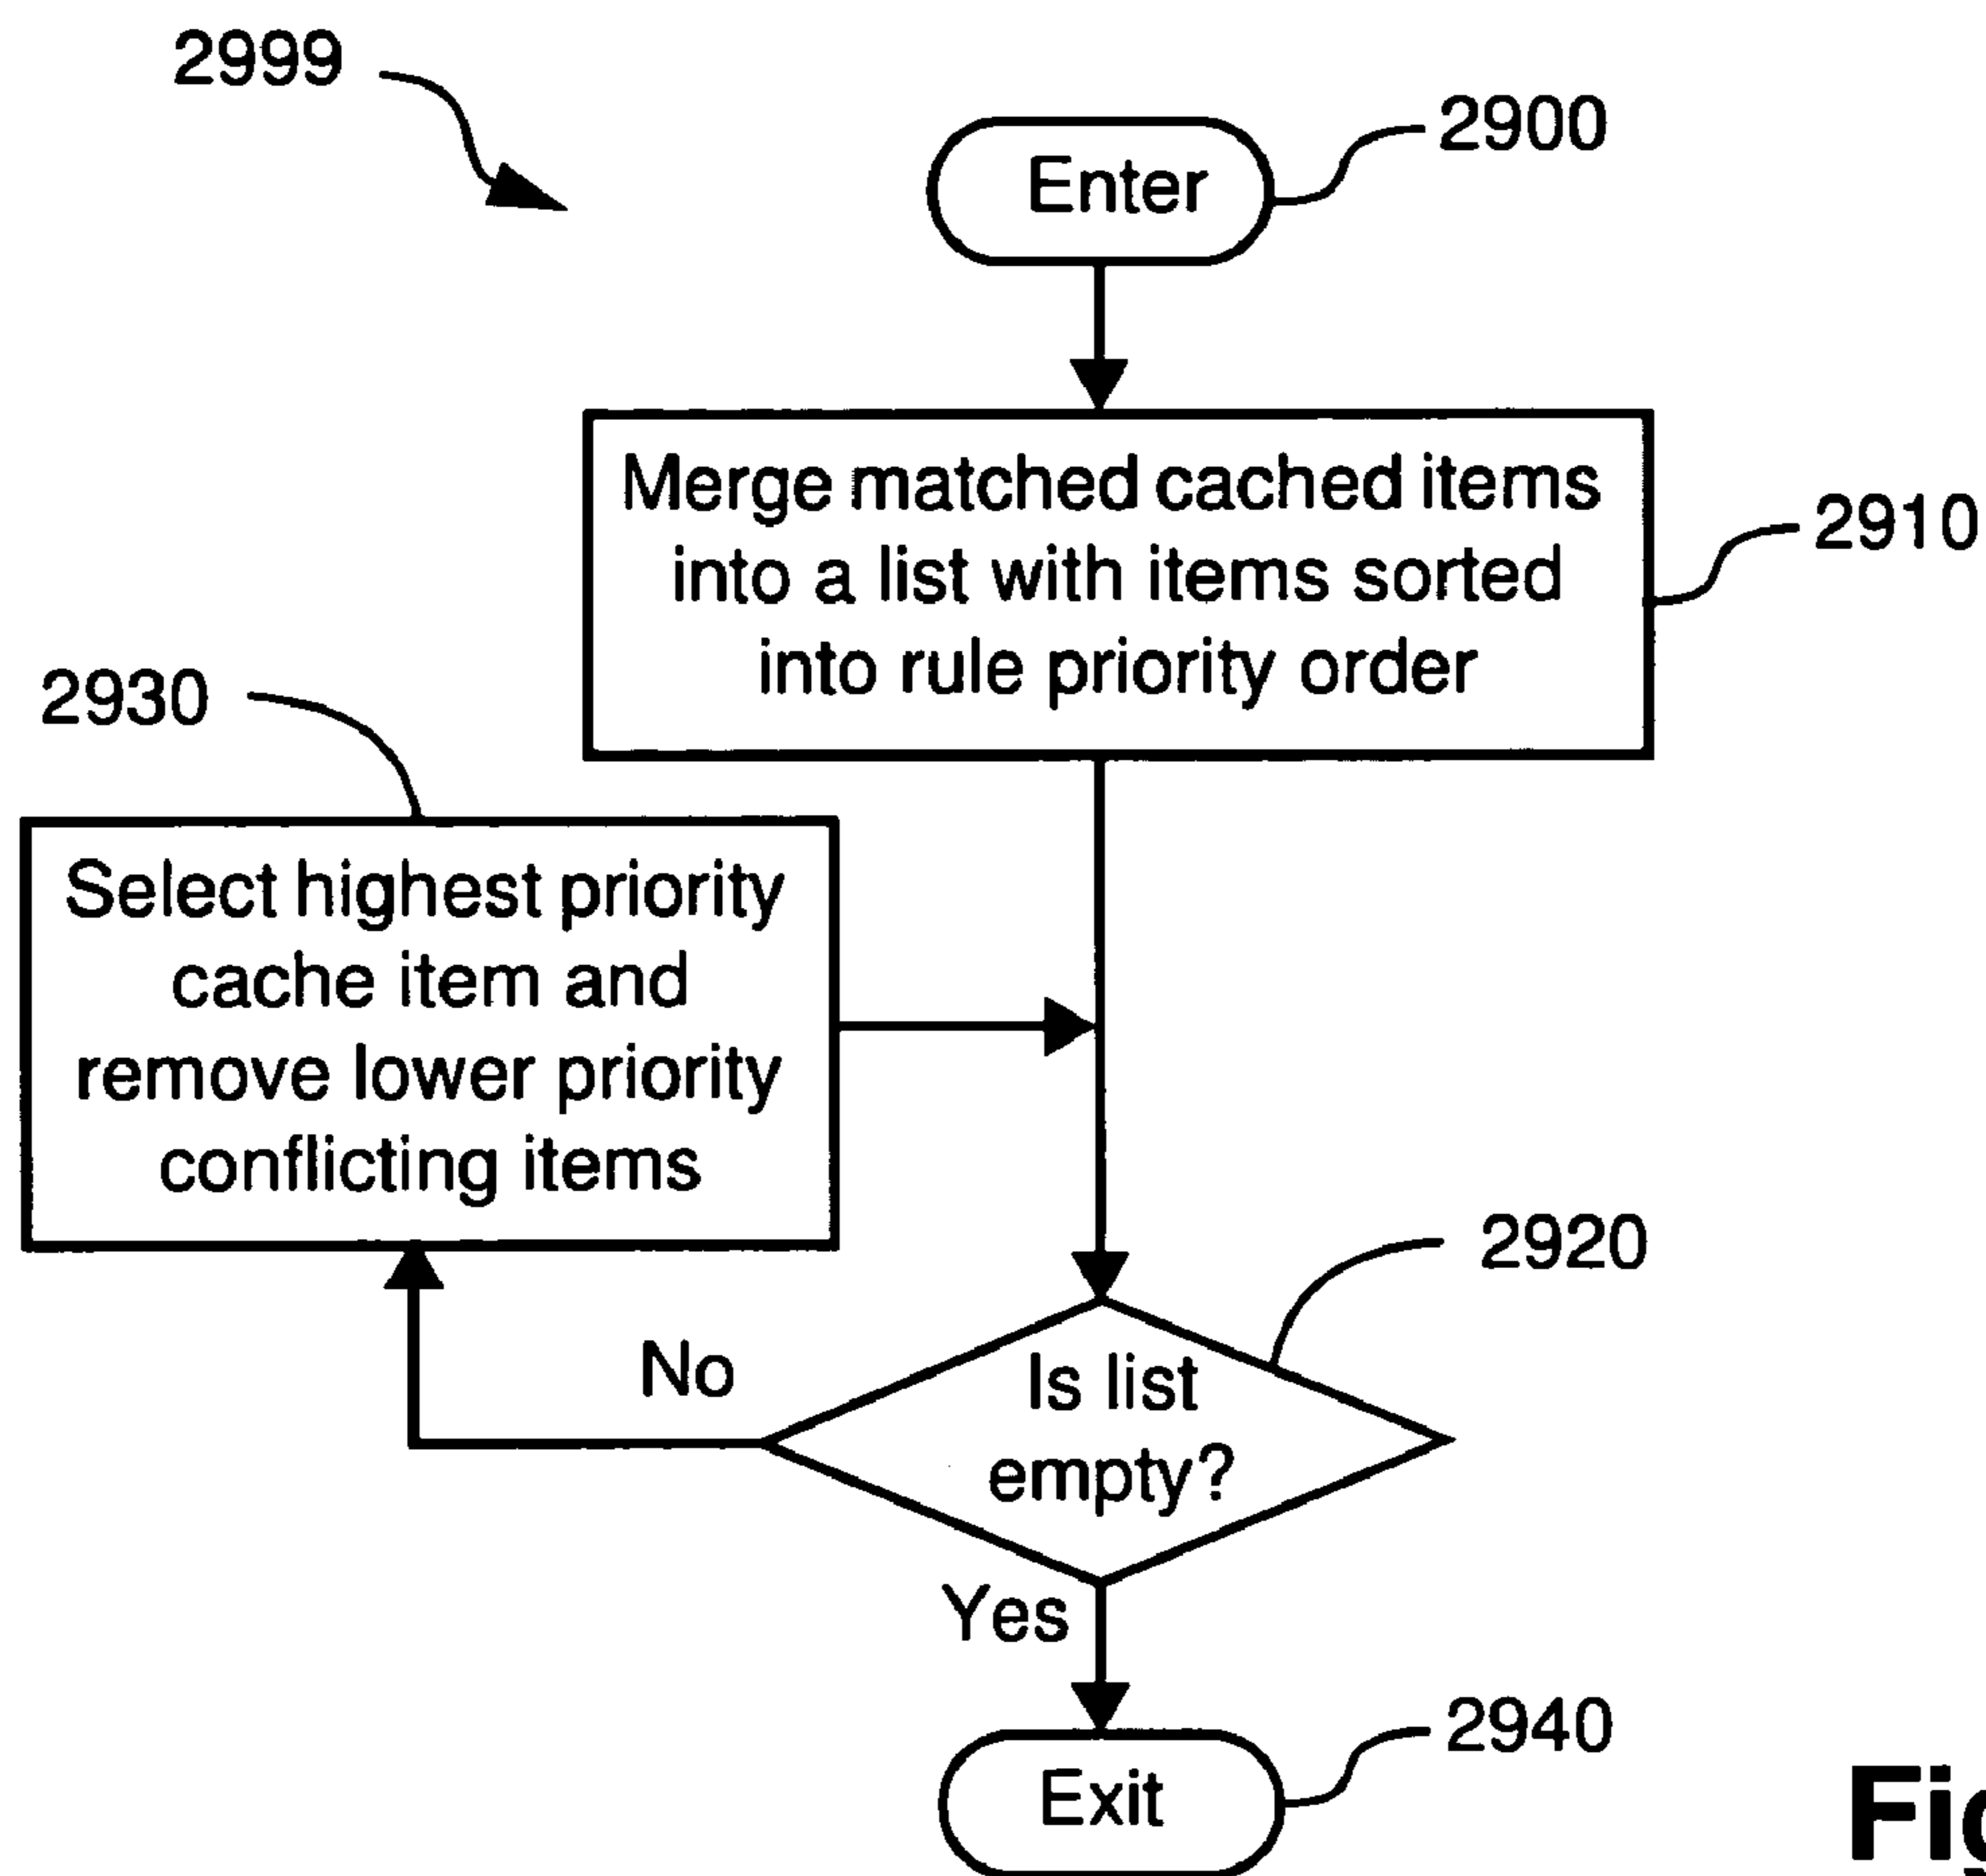 2999
2900
Enter
Merge matched cached items
into a list with items sorted
into rule priority order
2910
2930
Select highest priority
cache item and
remove lower priority
conflicting items
2920
Is list
empty?
No
Yes
2940
Exit